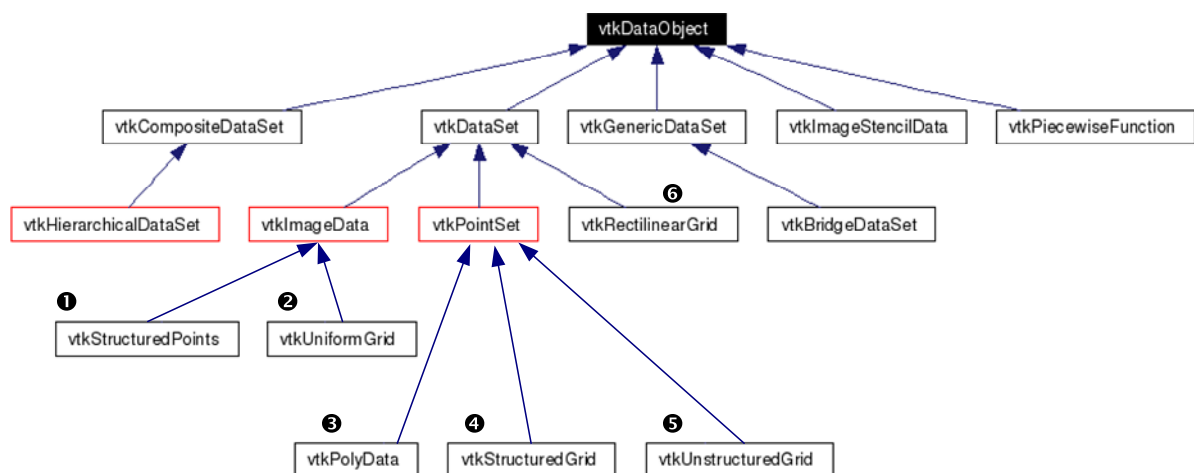 vtkDataObject
vtkCompositeDataSet
vtkDataSet
vtkGenericDataSet
vtkImageStencilData
vtkPiecewiseFunction
❻
vtkHierarchicalDataSet
vtkImageData
vtkPointSet
vtkRectilinearGrid
vtkBridgeDataSet
❶
❷
vtkStructuredPoints
vtkUniformGrid
❸
❹
❺
vtkPolyData
vtkStructuredGrid
vtkUnstructuredGrid